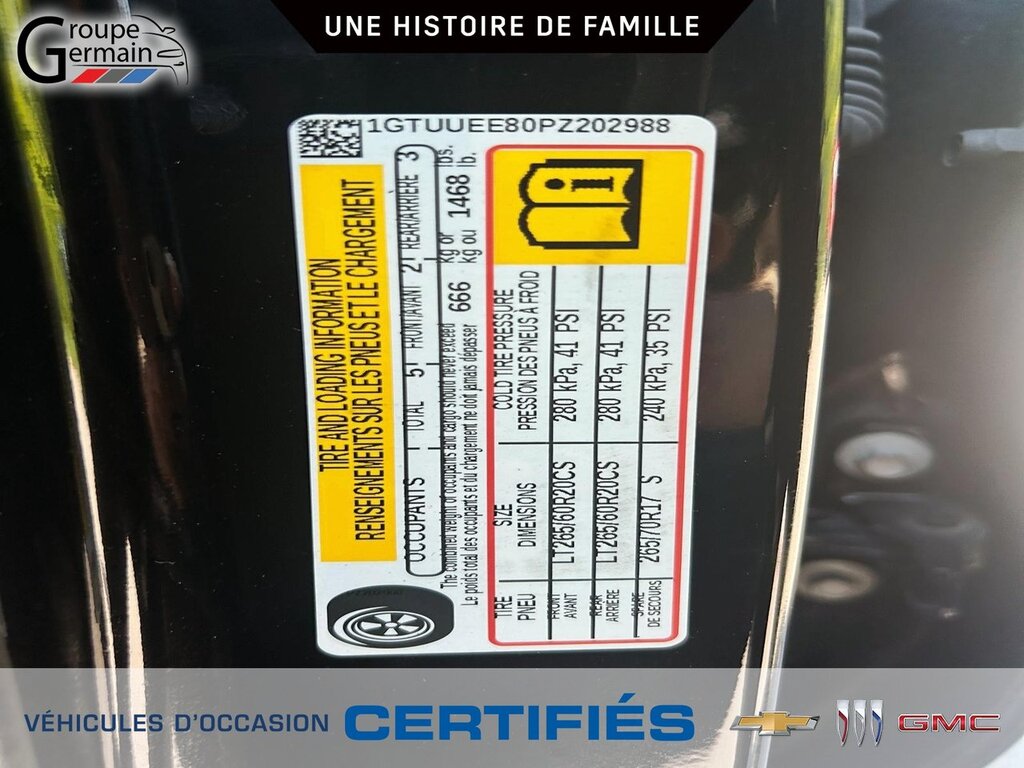 Groupe
Germain
UNE HISTOIRE DE FAMILLE
1GTUUEE80PZ202988
TIRE AND LOADING INFORMATION
RENSEIGNEMENTS SUR LES PNEUS ET LE CHARGEMENT
OCCUPANTS TOTAL 5 FRONT/AVANT 2 REAR/ARRIÈRE 3
The combined weight of occupants and cargo should never exceed 666 kg or 1468 lbs.
Le poids total des occupants et du chargement ne doit jamais dépasser 666 kg ou 1468 lb.
TIRE SIZE COLD TIRE PRESSURE
PNEU DIMENSIONS PRESSION DES PNEUS A FROID
FRONT
AVANT LT265/60R20CS 280 kPa, 41 PSI
REAR
ARRIÈRE LT265/60R20CS 280 kPa, 41 PSI
SPARE
DE SECOURS 265/70R17 S 240 kPa, 35 PSI
VÉHICULES D'OCCASION CERTIFIÉS GMC